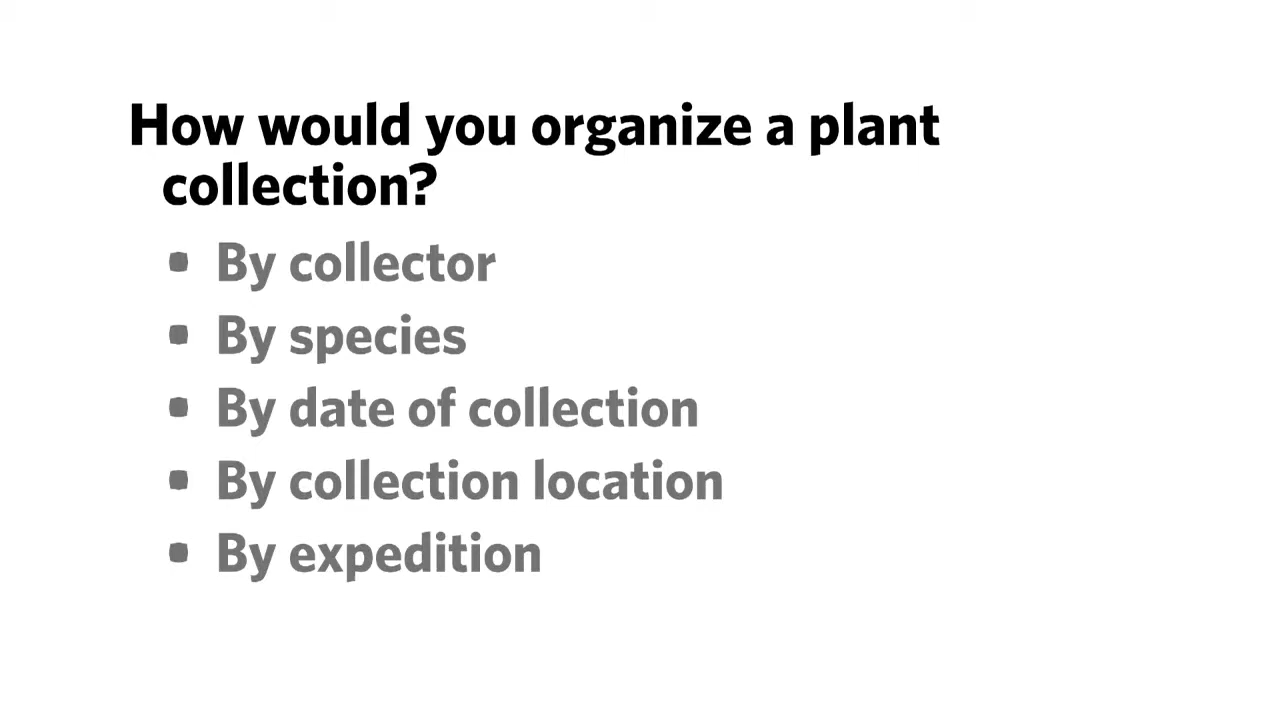 How would you organize a plant
collection?
• By collector
• By species
• By date of collection
• By collection location
• By expedition